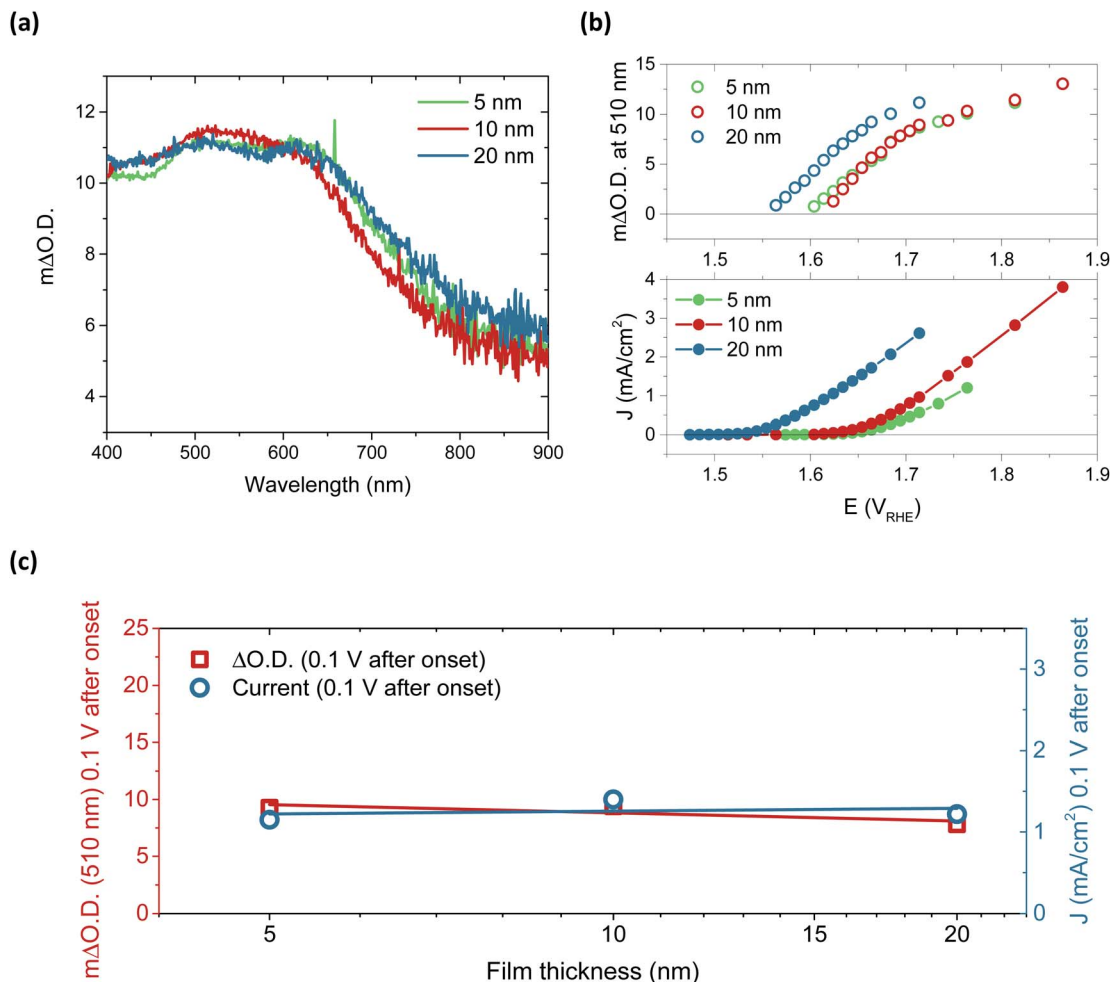 (a)
m∆O.D.
12
10
8
6
4
400 500 600 700 800 900
Wavelength (nm)
5 nm
10 nm
20 nm
(b)
m∆O.D. at 510 nm
15
10
5
0
5 nm
10 nm
20 nm
1.5 1.6 1.7 1.8 1.9
J (mA/cm²)
4
3
2
1
0
5 nm
10 nm
20 nm
1.5 1.6 1.7 1.8 1.9
E (V_RHE)
(c)
m∆O.D. (510 nm) 0.1 V after onset
25
20
15
10
5
0
∆O.D. (0.1 V after onset)
Current (0.1 V after onset)
3
2
1
0
J (mA/cm²) 0.1 V after onset
5 10 15 20
Film thickness (nm)